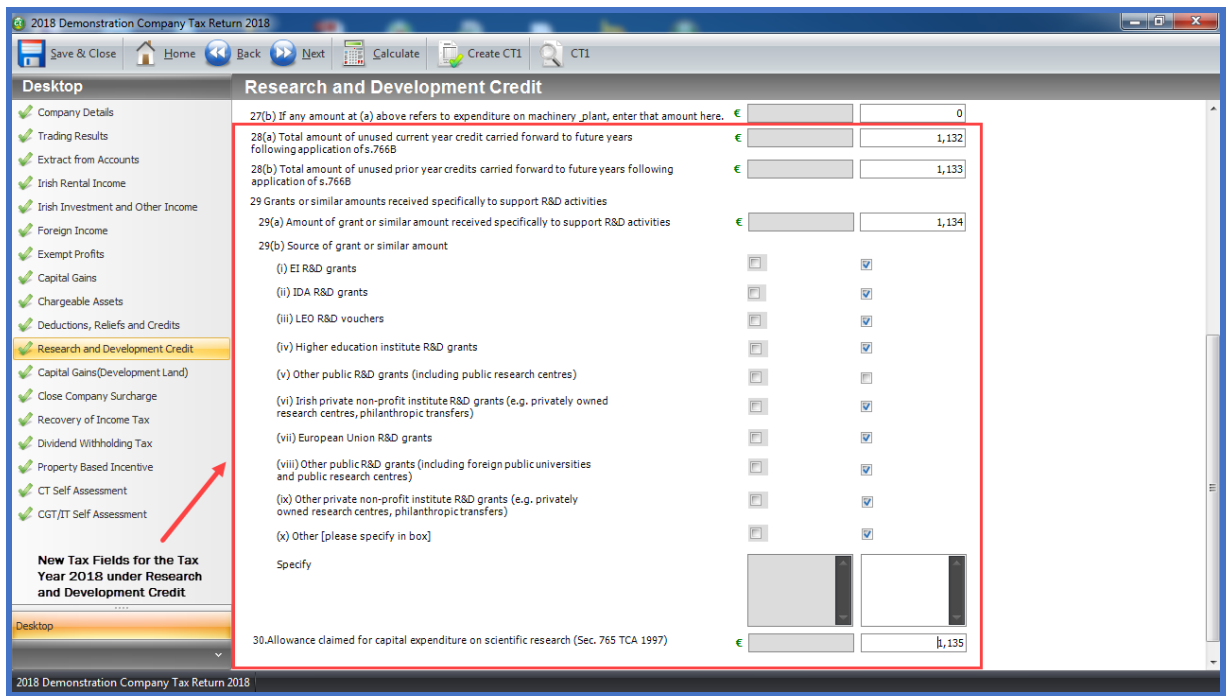 2018 Demonstration Company Tax Return 2018
Save & Close Home Back Next Calculate Create CT1 CT1
Desktop
Company Details
Trading Results
Extract from Accounts
Irish Rental Income
Irish Investment and Other Income
Foreign Income
Exempt Profits
Capital Gains
Chargeable Assets
Deductions, Reliefs and Credits
Research and Development Credit
Capital Gains(Development Land)
Close Company Surcharge
Recovery of Income Tax
Dividend Withholding Tax
Property Based Incentive
CT Self Assessment
CGT/IT Self Assessment
New Tax Fields for the Tax
Year 2018 under Research
and Development Credit
Desktop
Research and Development Credit
27(b) If any amount at (a) above refers to expenditure on machinery _plant, enter that amount here. € 0
28(a) Total amount of unused current year credit carried forward to future years
following application of s.766B € 1,132
28(b) Total amount of unused prior year credits carried forward to future years following
application of s.766B € 1,133
29 Grants or similar amounts received specifically to support R&D activities
29(a) Amount of grant or similar amount received specifically to support R&D activities € 1,134
29(b) Source of grant or similar amount
(i) EI R&D grants
(ii) IDA R&D grants
(iii) LEO R&D vouchers
(iv) Higher education institute R&D grants
(v) Other public R&D grants (including public research centres)
(vi) Irish private non-profit institute R&D grants (e.g. privately owned
research centres, philanthropic transfers)
(vii) European Union R&D grants
(viii) Other public R&D grants (including foreign public universities
and public research centres)
(ix) Other private non-profit institute R&D grants (e.g. privately
owned research centres, philanthropic transfers)
(x) Other [please specify in box]
Specify
30.Allowance claimed for capital expenditure on scientific research (Sec. 765 TCA 1997) € 1,135
2018 Demonstration Company Tax Return 2018